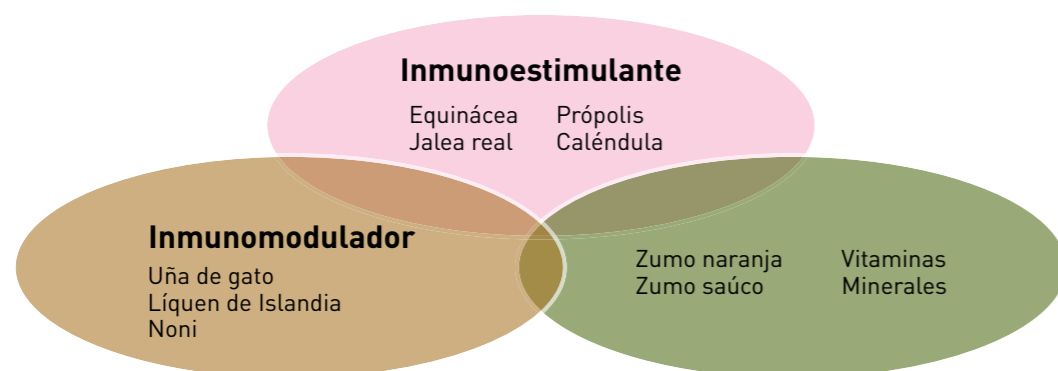 Inmunoestimulante
Equinácea Própolis
Jalea real Caléndula
Inmunomodulador
Uña de gato
Líquen de Islandia
Noni
Zumo naranja Vitaminas
Zumo saúco Minerales